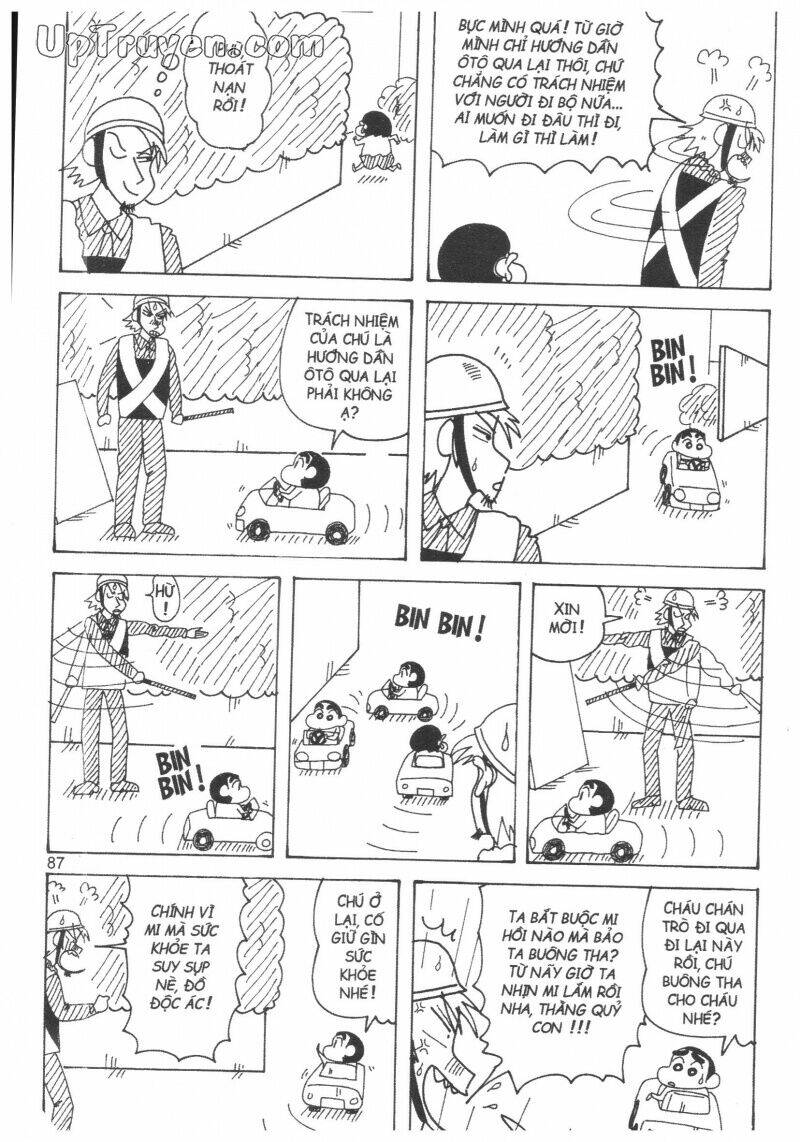 UpTruyen.com
BỰC MÌNH QUÁ! TỪ GIỜ
MÌNH CHỈ HƯỚNG DẪN
ÔTÔ QUA LẠI THÔI, CHỨ
CHẲNG CÓ TRÁCH NHIỆM
VỚI NGƯỜI ĐI BỘ NỮA...
AI MUỐN ĐI ĐÂU THÌ ĐI,
LÀM GÌ THÌ LÀM!
THOÁT
NẠN
RỒI!
BIN
BIN!
TRÁCH NHIỆM
CỦA CHÚ LÀ
HƯỚNG DẪN
ÔTÔ QUA LẠI
PHẢI KHÔNG
Ạ?
XIN
MỜI!
BIN BIN!
HỪ
!
BIN
BIN!
87
CHÁU CHÁN
TRÒ ĐI QUA
ĐI LẠI NÀY
RỒI, CHÚ
BUÔNG THA
CHO CHÁU
NHÉ?
TA BẮT BUỘC MI
HỒI NÀO MÀ BẢO
TA BUÔNG THA?
TỪ NÃY GIỜ TA
NHỊN MI LẮM RỒI
NHA, THẰNG QUỶ
CON !!!
CHÚ Ở
LẠI, CỐ
GIỮ GÌN
SỨC
KHỎE
NHÉ!
CHÍNH VÌ
MI MÀ SỨC
KHỎE TA
SUY SỤP
NÈ, ĐỒ
ĐỘC ÁC!